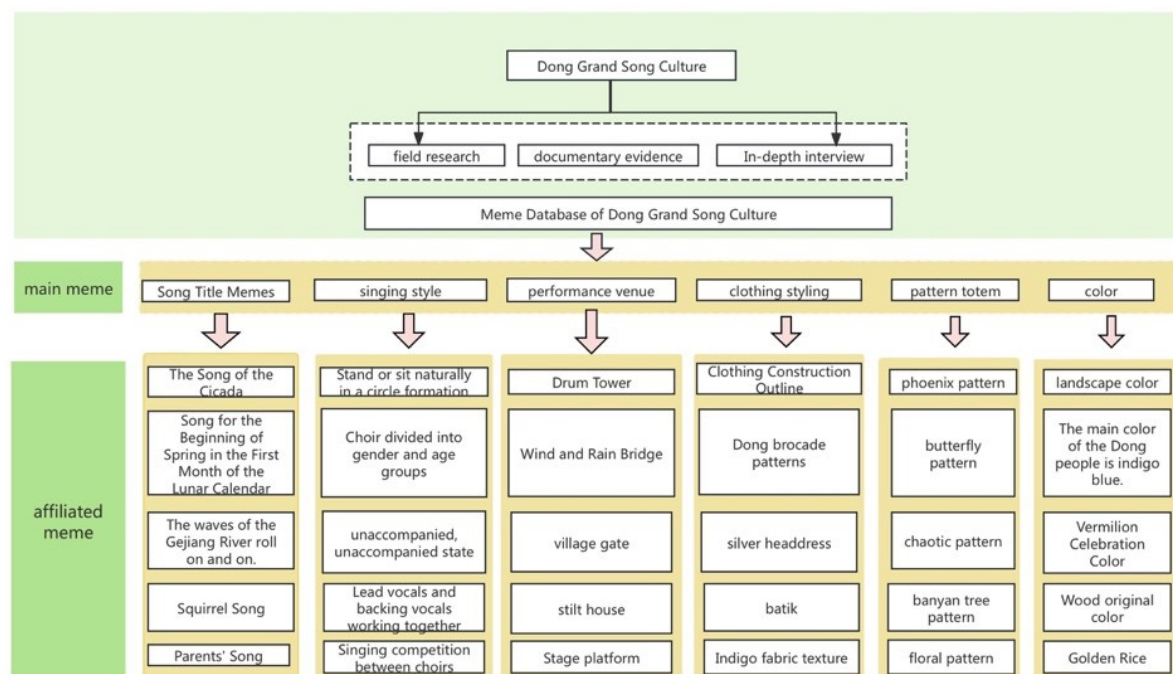 Dong Grand Song Culture
field research
documentary evidence
In-depth interview
Meme Database of Dong Grand Song Culture
main meme
Song Title Memes
singing style
performance venue
clothing styling
pattern totem
color
affiliated
meme
The Song of the
Cicada
Song for the
Beginning of
Spring in the First
Month of the
Lunar Calendar
The waves of the
Gejiang River roll
on and on.
Squirrel Song
Parents' Song
Stand or sit naturally
in a circle formation
Choir divided into
gender and age
groups
unaccompanied,
unaccompanied state
Lead vocals and
backing vocals
working together
Singing competition
between choirs
Drum Tower
Wind and Rain Bridge
village gate
stilt house
Stage platform
Clothing Construction
Outline
Dong brocade
patterns
silver headdress
batik
Indigo fabric texture
phoenix pattern
butterfly
pattern
chaotic pattern
banyan tree
pattern
floral pattern
landscape color
The main color
of the Dong
people is indigo
blue.
Vermilion
Celebration
Color
Wood original
color
Golden Rice